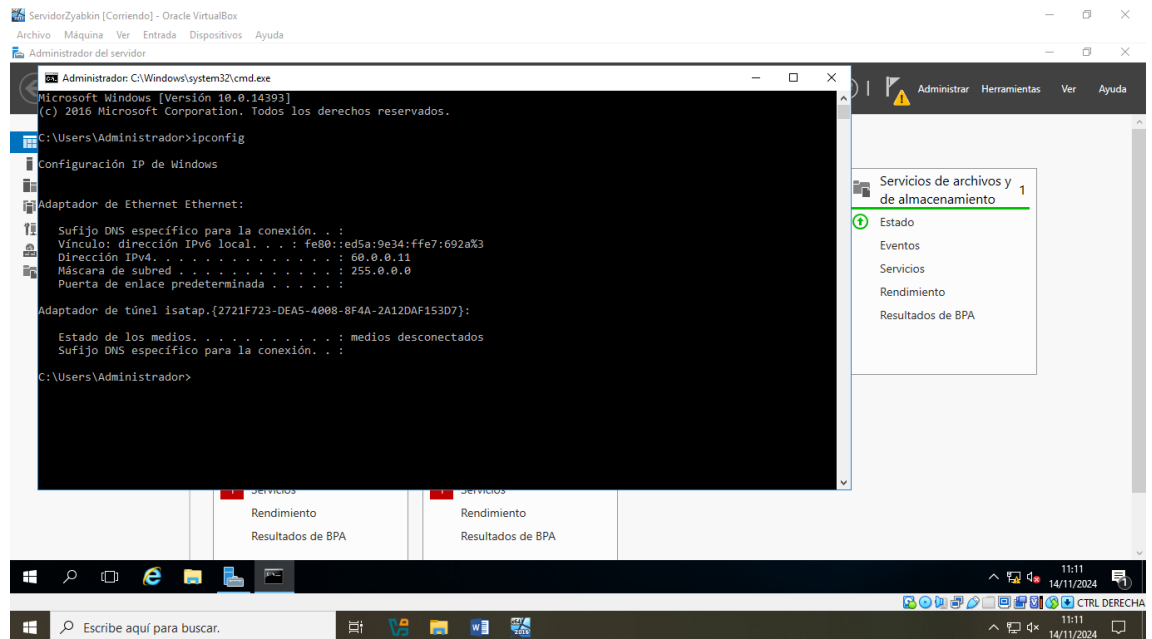 ServidorZyabkin [Corriendo] - Oracle VirtualBox
Archivo Máquina Ver Entrada Dispositivos Ayuda
Administrador del servidor
Administrador: C:\Windows\system32\cmd.exe
Administrar Herramientas Ver Ayuda
Microsoft Windows [Versión 10.0.14393]
(c) 2016 Microsoft Corporation. Todos los derechos reservados.
C:\Users\Administrador>ipconfig
Configuración IP de Windows
Adaptador de Ethernet Ethernet:
Sufijo DNS específico para la conexión. . :
Vínculo: dirección IPv6 local. . . : fe80::ed5a:9e34:ffe7:692a%3
Dirección IPv4. . . . . . . . . . . . . . : 60.0.0.11
Máscara de subred . . . . . . . . . . . . : 255.0.0.0
Puerta de enlace predeterminada . . . . . :
Adaptador de túnel isatap.{2721F723-DEA5-4008-8F4A-2A12DAF153D7}:
Estado de los medios. . . . . . . . . . . : medios desconectados
Sufijo DNS específico para la conexión. . :
C:\Users\Administrador>
Servicios de archivos y 1
de almacenamiento
Estado
Eventos
Servicios
Rendimiento
Resultados de BPA
1 Servicios
Rendimiento
Resultados de BPA
1 Servicios
Rendimiento
Resultados de BPA
11:11
14/11/2024
1
CTRL DERECHA
Escribe aquí para buscar.
11:11
14/11/2024